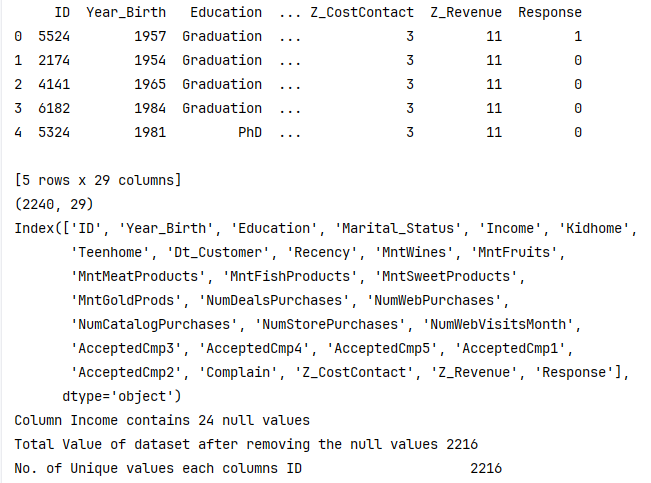 ID Year_Birth Education ... Z_CostContact Z_Revenue Response
0 5524 1957 Graduation ... 3 11 1
1 2174 1954 Graduation ... 3 11 0
2 4141 1965 Graduation ... 3 11 0
3 6182 1984 Graduation ... 3 11 0
4 5324 1981 PhD ... 3 11 0
[5 rows x 29 columns]
(2240, 29)
Index(['ID', 'Year_Birth', 'Education', 'Marital_Status', 'Income', 'Kidhome',
'Teenhome', 'Dt_Customer', 'Recency', 'MntWines', 'MntFruits',
'MntMeatProducts', 'MntFishProducts', 'MntSweetProducts',
'MntGoldProds', 'NumDealsPurchases', 'NumWebPurchases',
'NumCatalogPurchases', 'NumStorePurchases', 'NumWebVisitsMonth',
'AcceptedCmp3', 'AcceptedCmp4', 'AcceptedCmp5', 'AcceptedCmp1',
'AcceptedCmp2', 'Complain', 'Z_CostContact', 'Z_Revenue', 'Response'],
dtype='object')
Column Income contains 24 null values
Total Value of dataset after removing the null values 2216
No. of Unique values each columns ID 2216